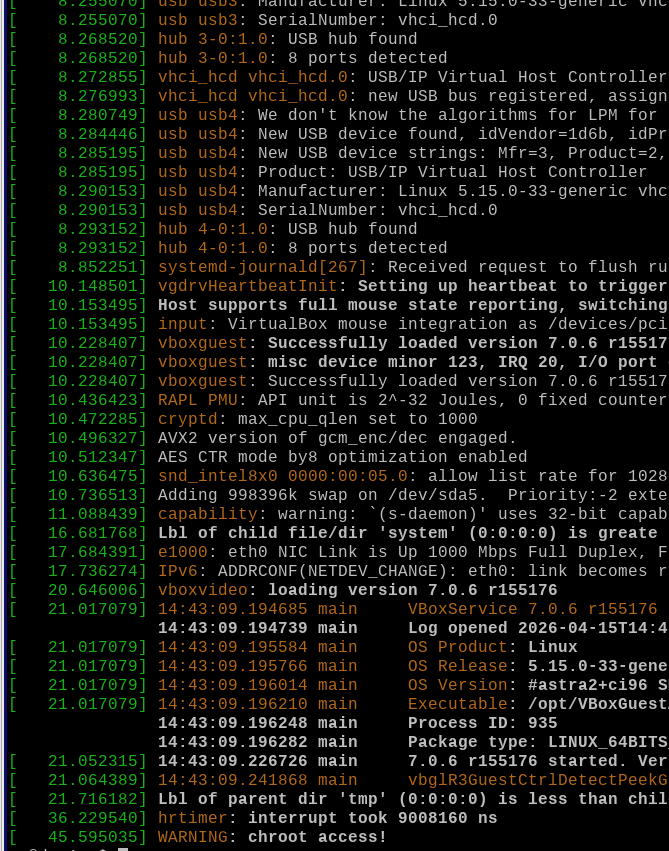 [    8.255070] usb usb3: Manufacturer: Linux 5.15.0-33-generic vhc
[    8.255070] usb usb3: SerialNumber: vhci_hcd.0
[    8.268520] hub 3-0:1.0: USB hub found
[    8.268520] hub 3-0:1.0: 8 ports detected
[    8.272855] vhci_hcd vhci_hcd.0: USB/IP Virtual Host Controller
[    8.276993] vhci_hcd vhci_hcd.0: new USB bus registered, assign
[    8.280749] usb usb4: We don't know the algorithms for LPM for
[    8.284446] usb usb4: New USB device found, idVendor=1d6b, idPr
[    8.285195] usb usb4: New USB device strings: Mfr=3, Product=2,
[    8.285195] usb usb4: Product: USB/IP Virtual Host Controller
[    8.290153] usb usb4: Manufacturer: Linux 5.15.0-33-generic vhc
[    8.290153] usb usb4: SerialNumber: vhci_hcd.0
[    8.293152] hub 4-0:1.0: USB hub found
[    8.293152] hub 4-0:1.0: 8 ports detected
[    8.852251] systemd-journald[267]: Received request to flush ru
[   10.148501] vgdrvHeartbeatInit: Setting up heartbeat to trigger
[   10.153495] Host supports full mouse state reporting, switching
[   10.153495] input: VirtualBox mouse integration as /devices/pci
[   10.228407] vboxguest: Successfully loaded version 7.0.6 r15517
[   10.228407] vboxguest: misc device minor 123, IRQ 20, I/O port
[   10.228407] vboxguest: Successfully loaded version 7.0.6 r15517
[   10.436423] RAPL PMU: API unit is 2^-32 Joules, 0 fixed counter
[   10.472285] cryptd: max_cpu_qlen set to 1000
[   10.496327] AVX2 version of gcm_enc/dec engaged.
[   10.512347] AES CTR mode by8 optimization enabled
[   10.636475] snd_intel8x0 0000:00:05.0: allow list rate for 1028
[   10.736513] Adding 998396k swap on /dev/sda5.  Priority:-2 exte
[   11.088439] capability: warning: `(s-daemon)' uses 32-bit capab
[   16.681768] Lbl of child file/dir 'system' (0:0:0:0) is greate
[   17.684391] e1000: eth0 NIC Link is Up 1000 Mbps Full Duplex, F
[   17.736274] IPv6: ADDRCONF(NETDEV_CHANGE): eth0: link becomes r
[   20.646006] vboxvideo: loading version 7.0.6 r155176
[   21.017079] 14:43:09.194685 main     VBoxService 7.0.6 r155176
               14:43:09.194739 main     Log opened 2026-04-15T14:4
[   21.017079] 14:43:09.195584 main     OS Product: Linux
[   21.017079] 14:43:09.195766 main     OS Release: 5.15.0-33-gene
[   21.017079] 14:43:09.196014 main     OS Version: #astra2+ci96 S
[   21.017079] 14:43:09.196210 main     Executable: /opt/VBoxGuest
               14:43:09.196248 main     Process ID: 935
               14:43:09.196282 main     Package type: LINUX_64BITS
[   21.052315] 14:43:09.226726 main     7.0.6 r155176 started. Ver
[   21.064389] 14:43:09.241868 main     vbglR3GuestCtrlDetectPeekG
[   21.716182] Lbl of parent dir 'tmp' (0:0:0:0) is less than chil
[   36.229540] hrtimer: interrupt took 9008160 ns
[   45.595035] WARNING: chroot access!